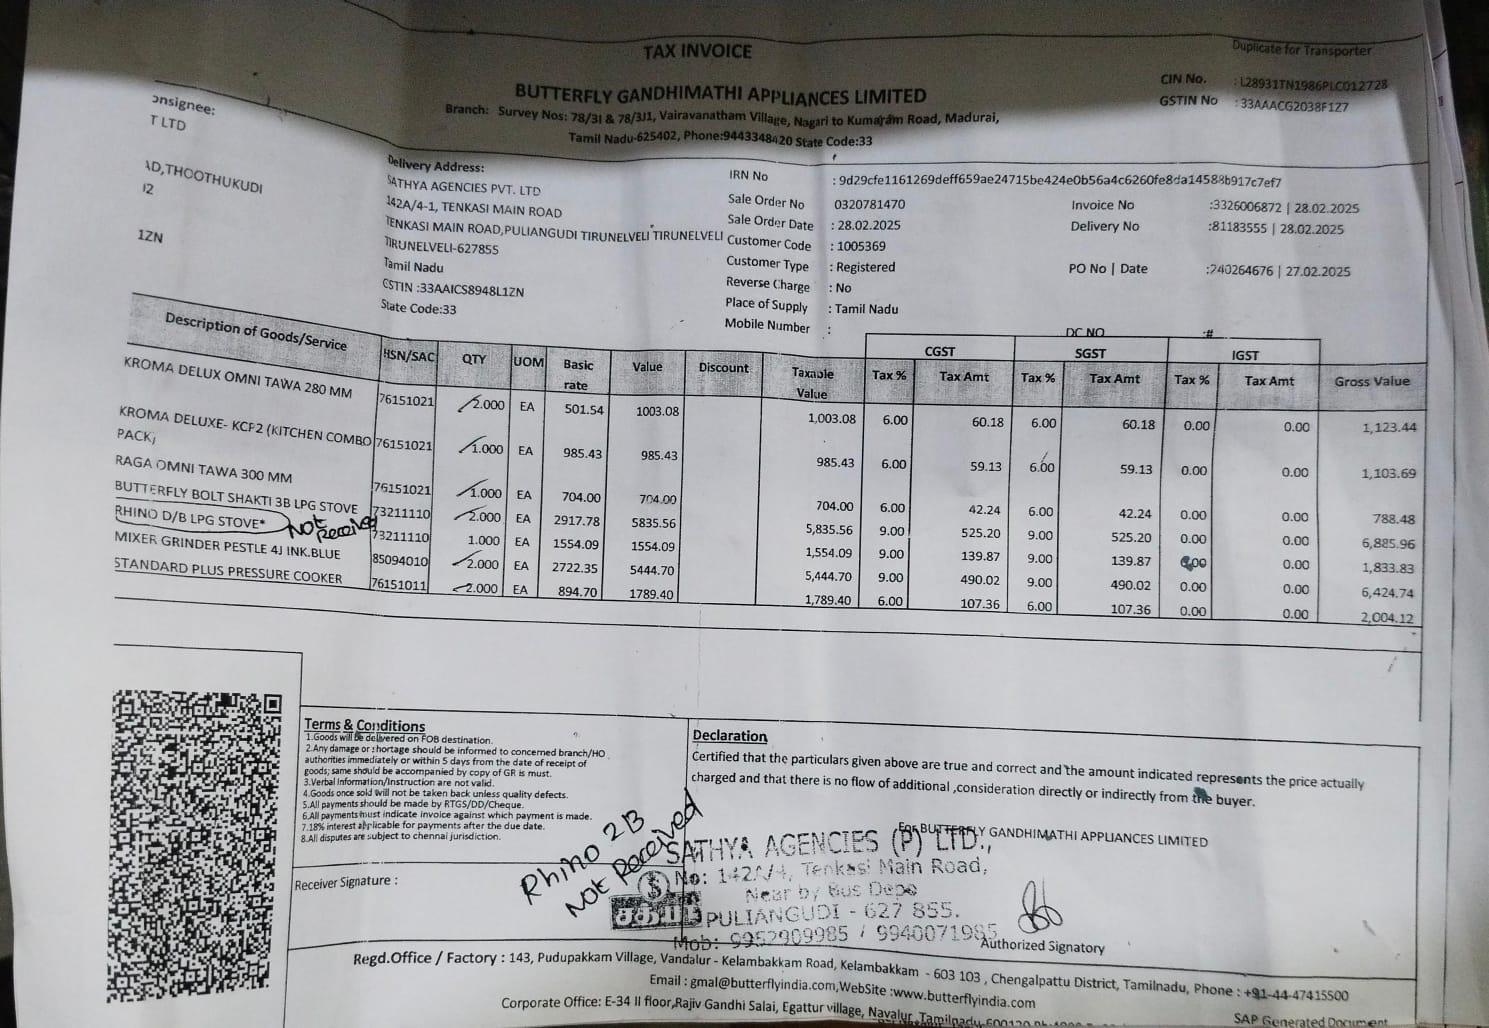 TAX INVOICE
Duplicate for Transporter
BUTTERFLY GANDHIMATHI APPLIANCES LIMITED
Branch: Survey Nos: 78/3I & 78/3J1, Vairavanatham Village, Nagari to Kumaram Road, Madurai,
Tamil Nadu-625402, Phone:9443348420 State Code:33
CIN No. : L28931TN1986PLC012728
GSTIN No : 33AAACG2038F1Z7
onsignee:
T LTD
AD,THOOTHUKUDI
02
1ZN
Delivery Address:
SATHYA AGENCIES PVT. LTD
142A/4-1, TENKASI MAIN ROAD
TENKASI MAIN ROAD,PULIANGUDI TIRUNELVELI TIRUNELVELI
TIRUNELVELI-627855
Tamil Nadu
GSTIN :33AAICS8948L1ZN
State Code:33
IRN No : 9d29cfe1161269deff659ae24715be424e0b56a4c6260fe8da14588b917c7ef7
Sale Order No 0320781470
Sale Order Date : 28.02.2025
Customer Code : 1005369
Customer Type : Registered
Reverse Charge : No
Place of Supply : Tamil Nadu
Mobile Number :
Invoice No :3326006872 | 28.02.2025
Delivery No :81183555 | 28.02.2025
PO No | Date :240264676 | 27.02.2025
DC NO :#
Description of Goods/Service HSN/SAC QTY UOM Basic rate Value Discount Taxable Value CGST SGST IGST Gross Value
Tax % Tax Amt Tax % Tax Amt Tax % Tax Amt
KROMA DELUX OMNI TAWA 280 MM 76151021 2.000 EA 501.54 1003.08 1,003.08 6.00 60.18 6.00 60.18 0.00 0.00 1,123.44
KROMA DELUXE- KCP2 (KITCHEN COMBO PACK) 76151021 1.000 EA 985.43 985.43 985.43 6.00 59.13 6.00 59.13 0.00 0.00 1,103.69
RAGA OMNI TAWA 300 MM 76151021 1.000 EA 704.00 704.00 704.00 6.00 42.24 6.00 42.24 0.00 0.00 788.48
BUTTERFLY BOLT SHAKTI 3B LPG STOVE 73211110 2.000 EA 2917.78 5835.56 5,835.56 9.00 525.20 9.00 525.20 0.00 0.00 6,885.96
RHINO D/B LPG STOVE* Not Received 73211110 1.000 EA 1554.09 1554.09 1,554.09 9.00 139.87 9.00 139.87 0.00 0.00 1,833.83
MIXER GRINDER PESTLE 4J INK.BLUE 85094010 2.000 EA 2722.35 5444.70 5,444.70 9.00 490.02 9.00 490.02 0.00 0.00 6,424.74
STANDARD PLUS PRESSURE COOKER 76151011 2.000 EA 894.70 1789.40 1,789.40 6.00 107.36 6.00 107.36 0.00 0.00 2,004.12
Terms & Conditions
1.Goods will be delivered on FOB destination.
2.Any damage or shortage should be informed to concerned branch/HO
authorities immediately or within 5 days from the date of receipt of
goods; same should be accompanied by copy of GR is must.
3.Verbal Information/Instruction are not valid.
4.Goods once sold will not be taken back unless quality defects.
5.All payments should be made by RTGS/DD/Cheque.
6.All payments must indicate invoice against which payment is made.
7.18% interest applicable for payments after the due date.
8.All disputes are subject to chennai jurisdiction.
Receiver Signature :
Declaration
Certified that the particulars given above are true and correct and the amount indicated represents the price actually
charged and that there is no flow of additional ,consideration directly or indirectly from the buyer.
For BUTTERFLY GANDHIMATHI APPLIANCES LIMITED
Rhino 2B
Not Received
SATHYA AGENCIES (P) LTD.,
No: 142A/4, Tenkasi Main Road,
Near by Bus Depo
சத்யா PULIANGUDI - 627 855.
Mob: 9952909985 / 9940071985
Authorized Signatory
Regd.Office / Factory : 143, Pudupakkam Village, Vandalur - Kelambakkam Road, Kelambakkam - 603 103 , Chengalpattu District, Tamilnadu, Phone : +91-44-47415500
Email : gmal@butterflyindia.com,WebSite :www.butterflyindia.com
Corporate Office: E-34 II floor,Rajiv Gandhi Salai, Egattur village, Navalur, Tamilnadu-600130
SAP Generated Document